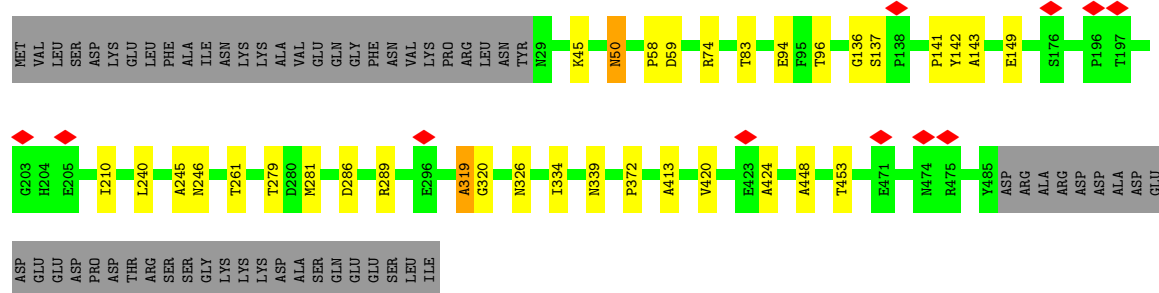 MET VAL LEU SER ASP LYS GLU LEU PHE ALA ILE ASN LYS LYS ALA VAL GLU GLN GLY PHE ASN VAL LYS PRO ARG LEU ASN TYR N29 K45 N50 P58 D59 R74 T83 E94 F95 T96 G136 S137 P138 P141 Y142 A143 E149 S176 P196 T197
G203 H204 E205 I210 L240 A245 N246 T261 T279 D280 M281 D286 R289 E296 A319 G320 N326 I334 N339 P372 A413 V420 E423 A424 A448 T453 E471 N474 R475 Y485 ASP ARG ALA ARG ASP ASP ALA ASP GLU
ASP GLU GLU ASP PRO ASP THR ARG SER SER GLY LYS LYS LYS ASP ALA SER GLN GLU GLU SER LEU ILE